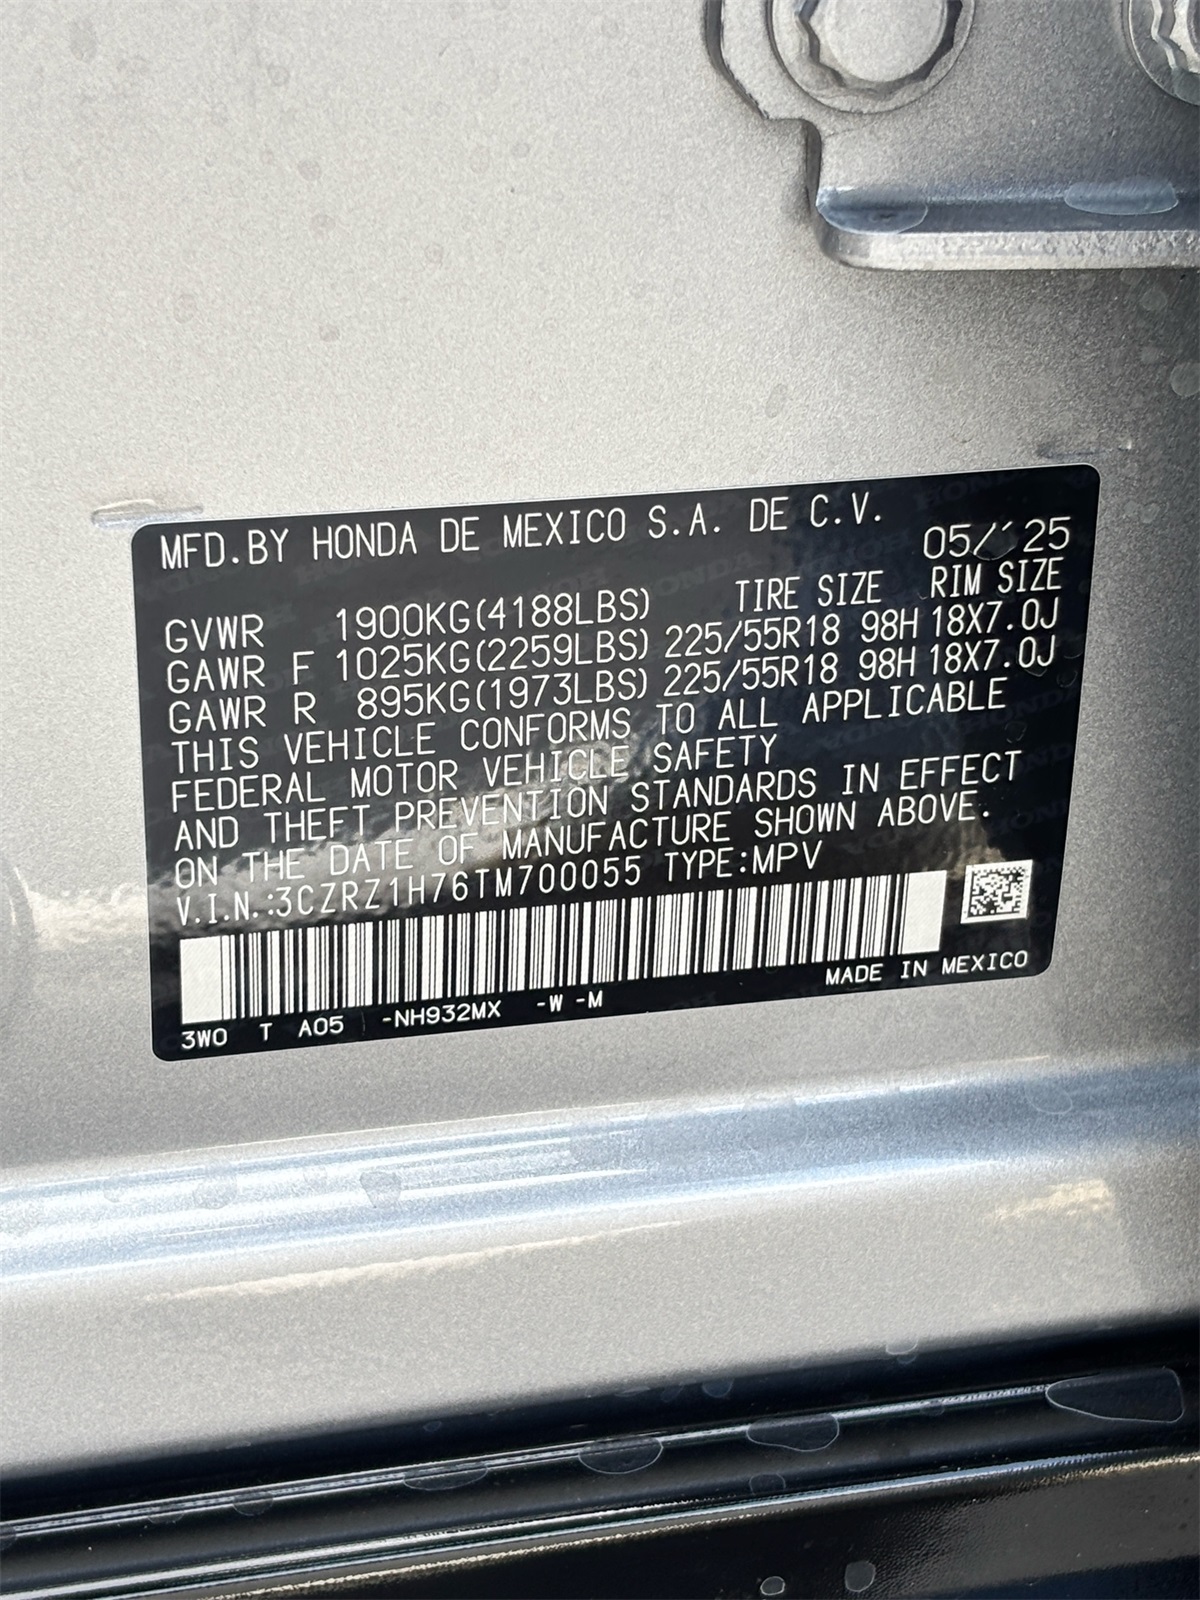 MFD.BY HONDA DE MEXICO S.A. DE C.V.
05/'25
TIRE SIZE RIM SIZE
GVWR 1900KG(4188LBS)
GAWR F 1025KG(2259LBS) 225/55R18 98H 18X7.0J
GAWR R 895KG(1973LBS) 225/55R18 98H 18X7.0J
THIS VEHICLE CONFORMS TO ALL APPLICABLE
FEDERAL MOTOR VEHICLE SAFETY
AND THEFT PREVENTION STANDARDS IN EFFECT
ON THE DATE OF MANUFACTURE SHOWN ABOVE.
V.I.N.:3CZRZ1H76TM700055 TYPE:MPV
MADE IN MEXICO
3W0 T A05 -NH932MX -W -M